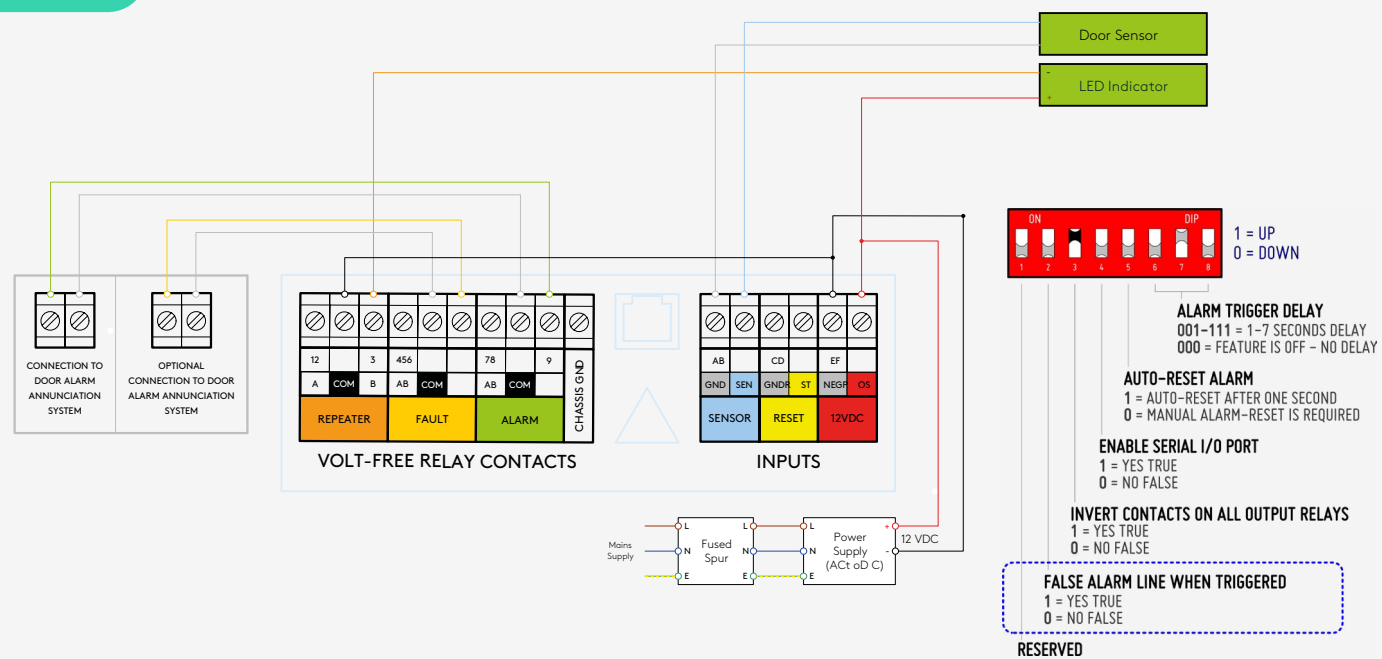 Door Sensor
-
LED Indicator
+
ON DIP
1 2 3 4 5 6 7 8
1 = UP
0 = DOWN
ALARM TRIGGER DELAY
001-111 = 1-7 SECONDS DELAY
000 = FEATURE IS OFF - NO DELAY
AUTO-RESET ALARM
1 = AUTO-RESET AFTER ONE SECOND
0 = MANUAL ALARM-RESET IS REQUIRED
ENABLE SERIAL I/O PORT
1 = YES TRUE
0 = NO FALSE
INVERT CONTACTS ON ALL OUTPUT RELAYS
1 = YES TRUE
0 = NO FALSE
FALSE ALARM LINE WHEN TRIGGERED
1 = YES TRUE
0 = NO FALSE
RESERVED
CONNECTION TO
DOOR ALARM
ANNUNCIATION
SYSTEM
OPTIONAL
CONNECTION TO DOOR
ALARM ANNUNCIATION
SYSTEM
12 3 456 78 9
A COM B AB COM AB COM
REPEATER FAULT ALARM
CHASSIS GND
VOLT-FREE RELAY CONTACTS
AB CD EF
GND SEN GNDR ST NEGP OS
SENSOR RESET 12VDC
INPUTS
Mains
Supply
L L
N N
E E
Fused
Spur
L +
N -
E
Power
Supply
(ACt oD C)
12 VDC